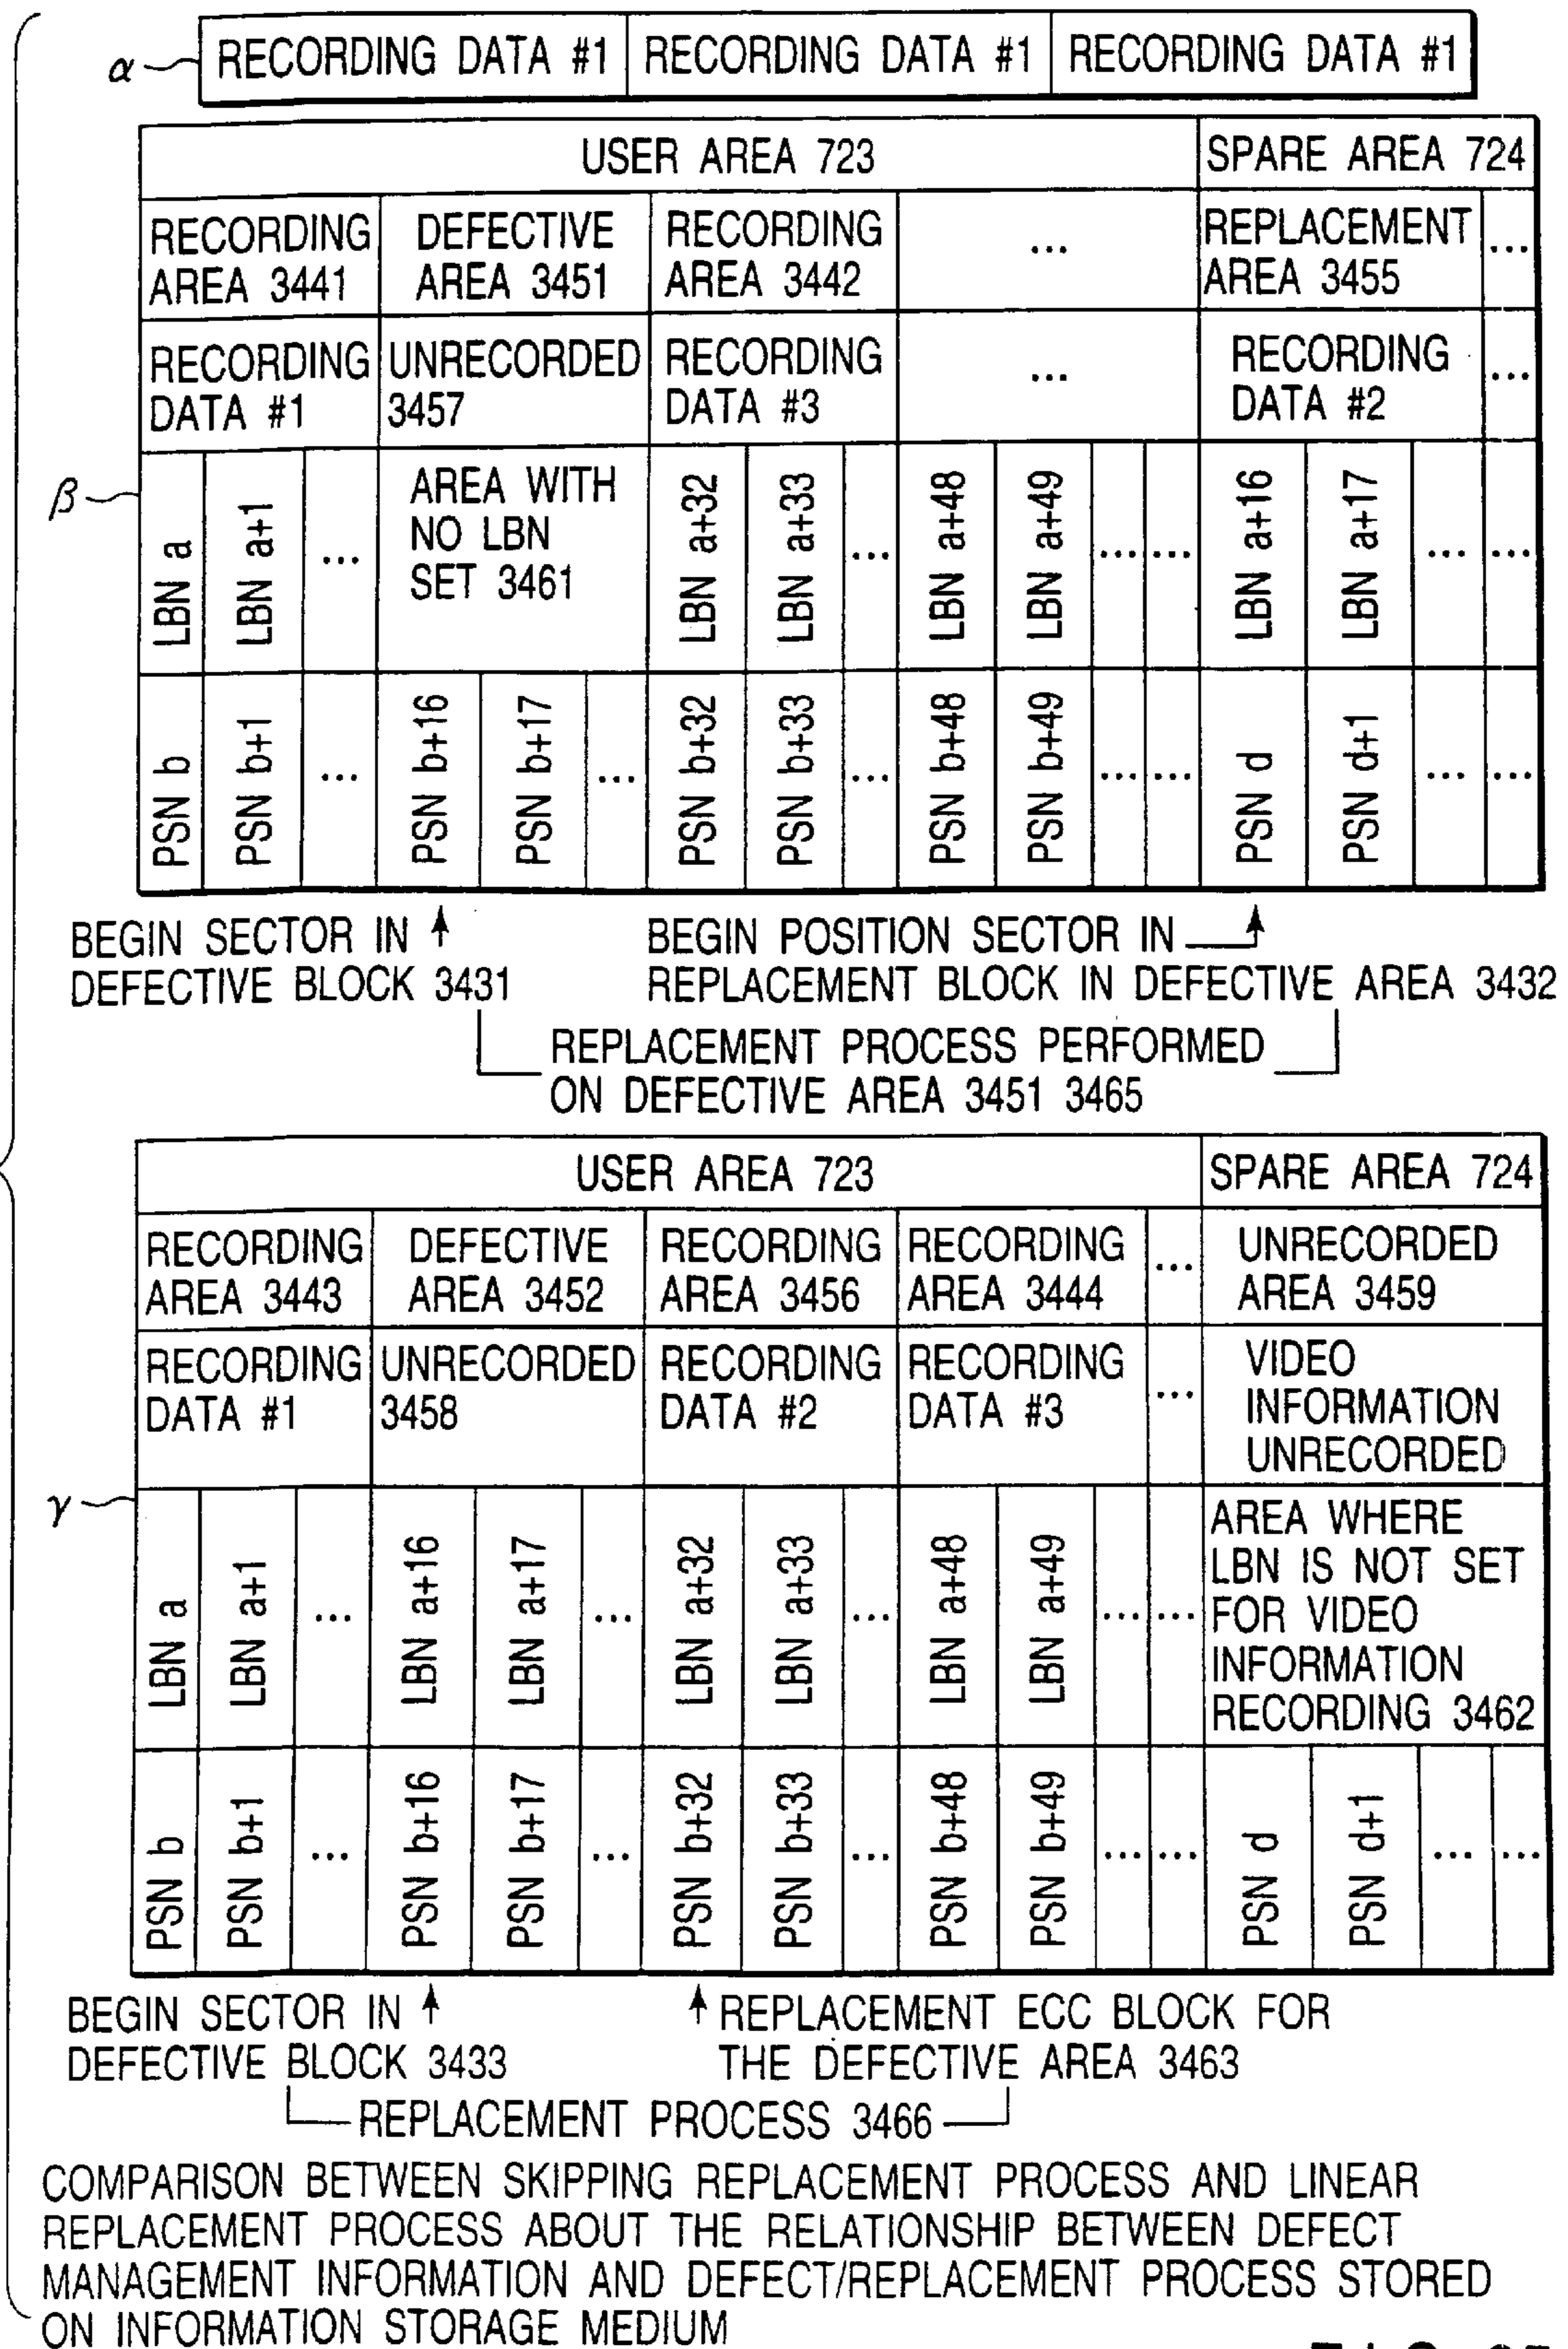 α
RECORDING DATA #1 RECORDING DATA #1 RECORDING DATA #1
USER AREA 723 SPARE AREA 724
RECORDING AREA 3441
DEFECTIVE AREA 3451
RECORDING AREA 3442
...
REPLACEMENT AREA 3455
...
RECORDING DATA #1
UNRECORDED 3457
RECORDING DATA #3
...
RECORDING DATA #2
...
β
LBN a
LBN a+1
...
AREA WITH
NO LBN
SET 3461
LBN a+32
LBN a+33
...
LBN a+48
LBN a+49
...
...
LBN a+16
LBN a+17
...
...
PSN b
PSN b+1
...
PSN b+16
PSN b+17
...
PSN b+32
PSN b+33
...
PSN b+48
PSN b+49
...
...
PSN d
PSN d+1
...
...
BEGIN SECTOR IN
DEFECTIVE BLOCK 3431
BEGIN POSITION SECTOR IN
REPLACEMENT BLOCK IN DEFECTIVE AREA 3432
REPLACEMENT PROCESS PERFORMED
ON DEFECTIVE AREA 3451 3465
USER AREA 723 SPARE AREA 724
RECORDING AREA 3443
DEFECTIVE AREA 3452
RECORDING AREA 3456
RECORDING AREA 3444
...
UNRECORDED AREA 3459
RECORDING DATA #1
UNRECORDED 3458
RECORDING DATA #2
RECORDING DATA #3
...
VIDEO
INFORMATION
UNRECORDED
γ
LBN a
LBN a+1
...
LBN a+16
LBN a+17
...
LBN a+32
LBN a+33
...
LBN a+48
LBN a+49
...
...
AREA WHERE
LBN IS NOT SET
FOR VIDEO
INFORMATION
RECORDING 3462
PSN b
PSN b+1
...
PSN b+16
PSN b+17
...
PSN b+32
PSN b+33
...
PSN b+48
PSN b+49
...
...
PSN d
PSN d+1
...
...
BEGIN SECTOR IN
DEFECTIVE BLOCK 3433
REPLACEMENT ECC BLOCK FOR
THE DEFECTIVE AREA 3463
REPLACEMENT PROCESS 3466
COMPARISON BETWEEN SKIPPING REPLACEMENT PROCESS AND LINEAR
REPLACEMENT PROCESS ABOUT THE RELATIONSHIP BETWEEN DEFECT
MANAGEMENT INFORMATION AND DEFECT/REPLACEMENT PROCESS STORED
ON INFORMATION STORAGE MEDIUM